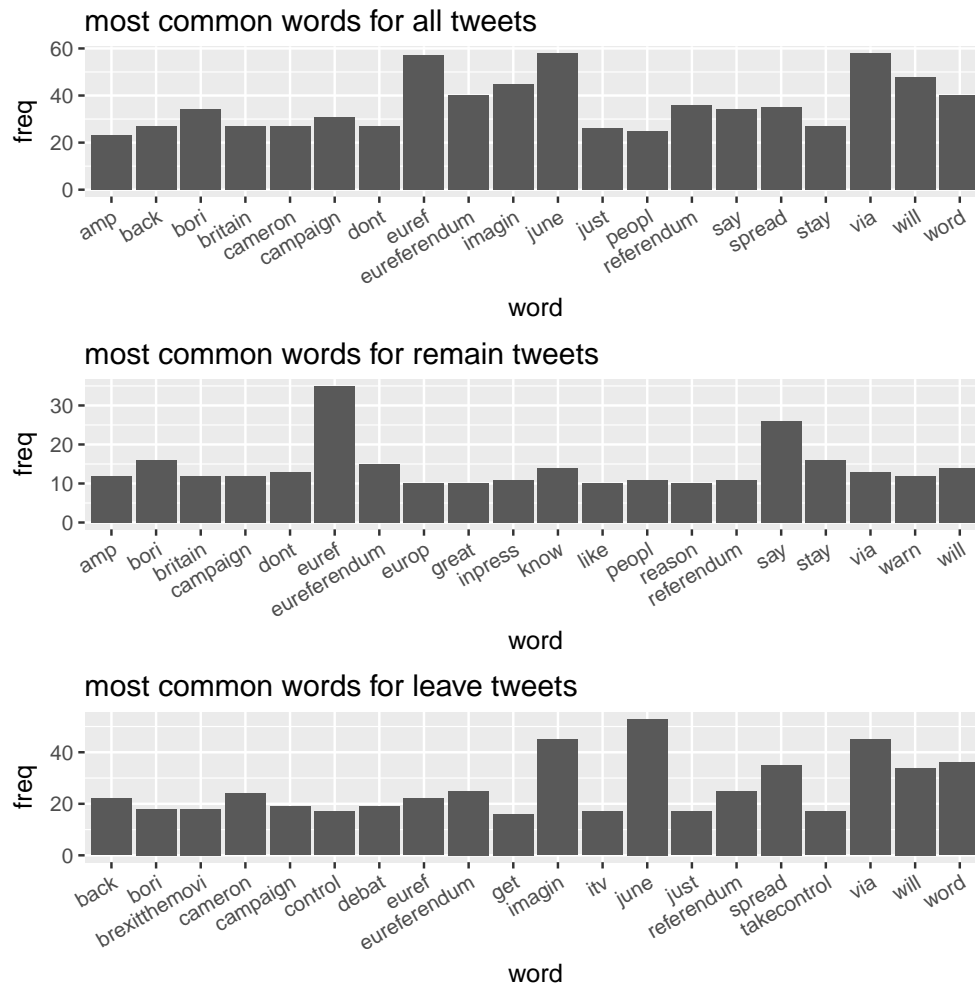 most common words for all tweets
60
40
20
0
freq
amp back bori britain cameron campaign dont euref eureferendum imagin june just peopl referendum say spread stay via will word
word
most common words for remain tweets
30
20
10
0
freq
amp bori britain campaign dont euref eureferendum europ great inpress know like peopl reason referendum say stay via warn will
word
most common words for leave tweets
40
20
0
freq
back bori brexitthemovi cameron campaign control debat euref eureferendum get imagin itv june just referendum spread takecontrol via will word
word